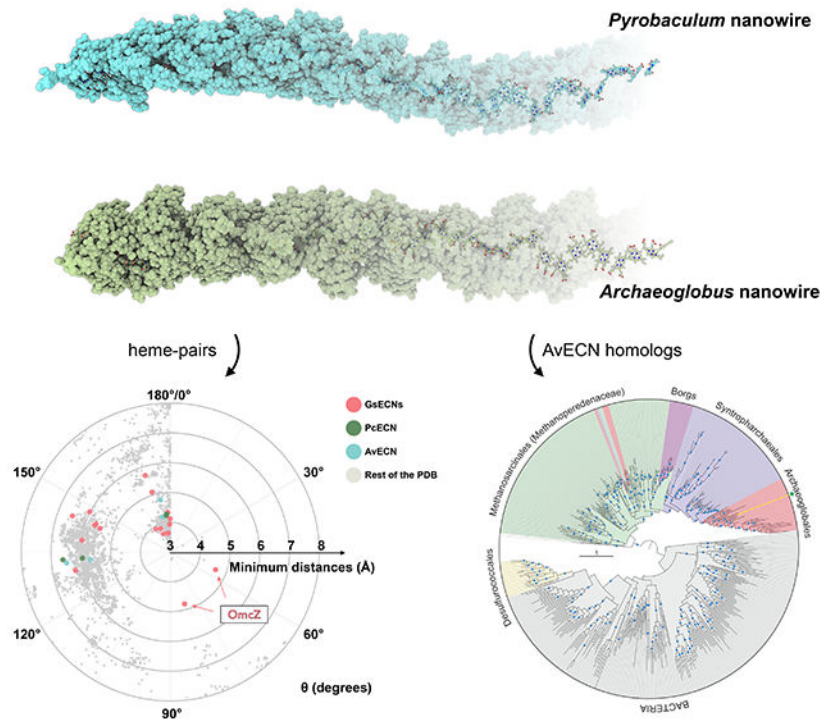 Pyrobaculum nanowire
Archaeoglobus nanowire
heme-pairs
AvECN homologs
180°/0°
GsECNs
PcECN
AvECN
Rest of the PDB
150°
30°
3 4 5 6 7 8
Minimum distances (Å)
OmcZ
120°
60°
θ (degrees)
90°
Methanosarcinales (Methanoperedenaceae)
Borgs
Syntropharchaeales
Archaeoglobales
Desulfurococcales
BACTERIA
1